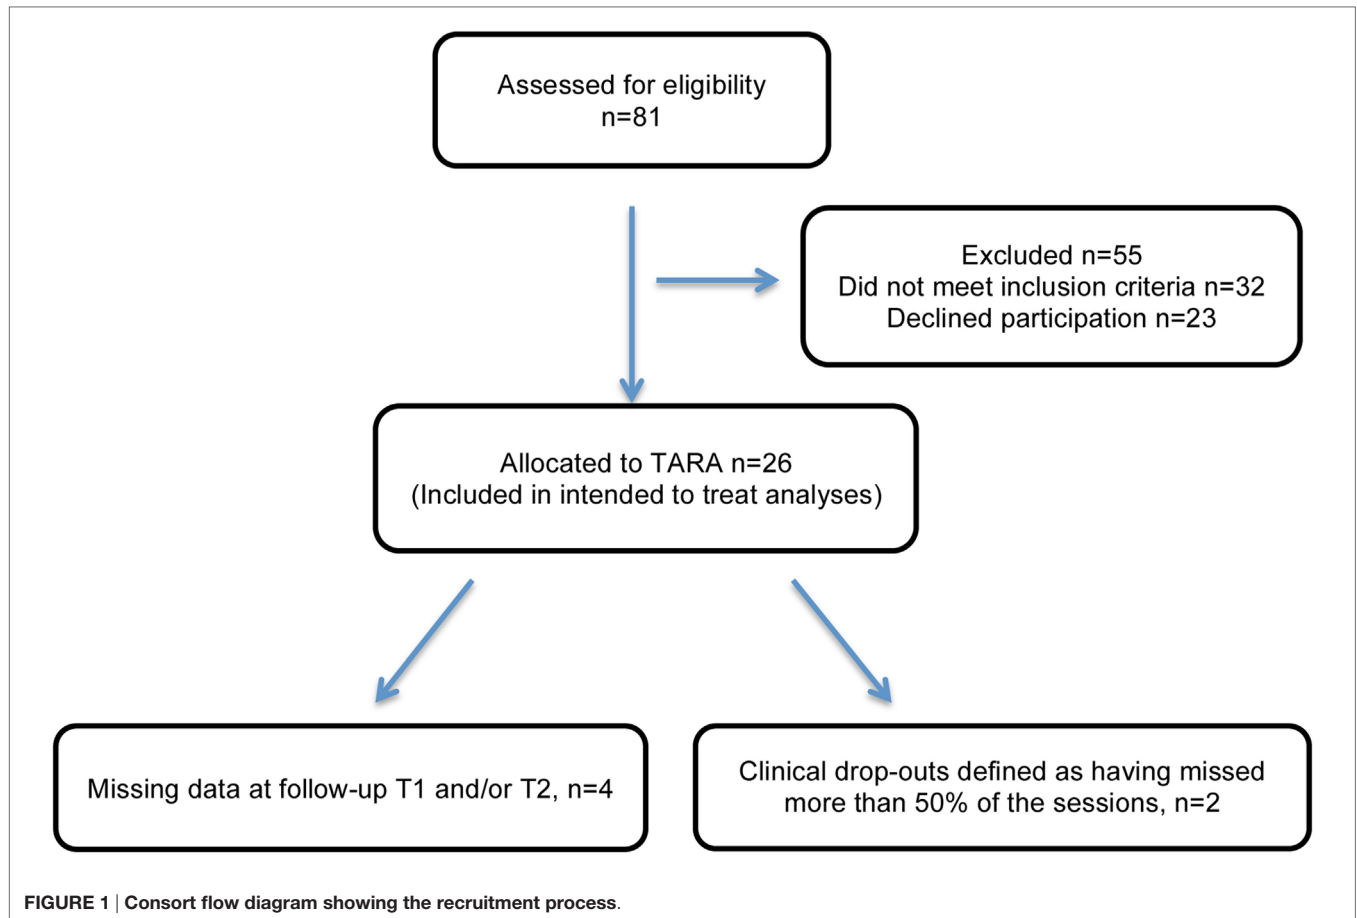 Assessed for eligibility
n=81
Excluded n=55
Did not meet inclusion criteria n=32
Declined participation n=23
Allocated to TARA n=26
(Included in intended to treat analyses)
Missing data at follow-up T1 and/or T2, n=4
Clinical drop-outs defined as having missed
more than 50% of the sessions, n=2
FIGURE 1 | Consort flow diagram showing the recruitment process.